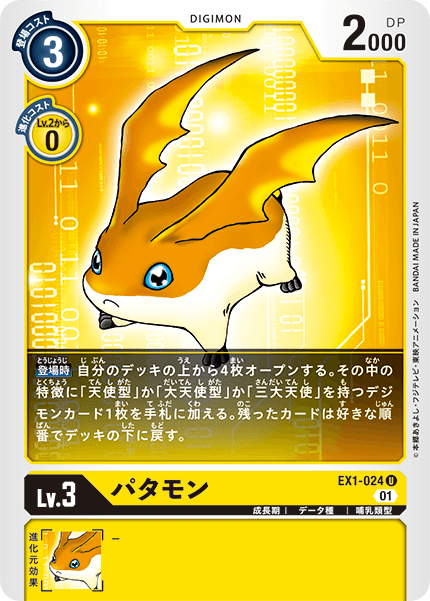 登場コスト
3
DIGIMON
DP
2000
進化コスト
Lv.2から
0
BANDAI MADE IN JAPAN
©本郷あきよし・フジテレビ・東映アニメーション
登場時 自分のデッキの上から4枚オープンする。その中の
特徴に「天使型」か「大天使型」か「三大天使」を持つデジ
モンカード1枚を手札に加える。残ったカードは好きな順
番でデッキの下に戻す。
EX1-024 U
Lv.3
パタモン
01
成長期 | データ種 | 哺乳類型
進化元効果
–